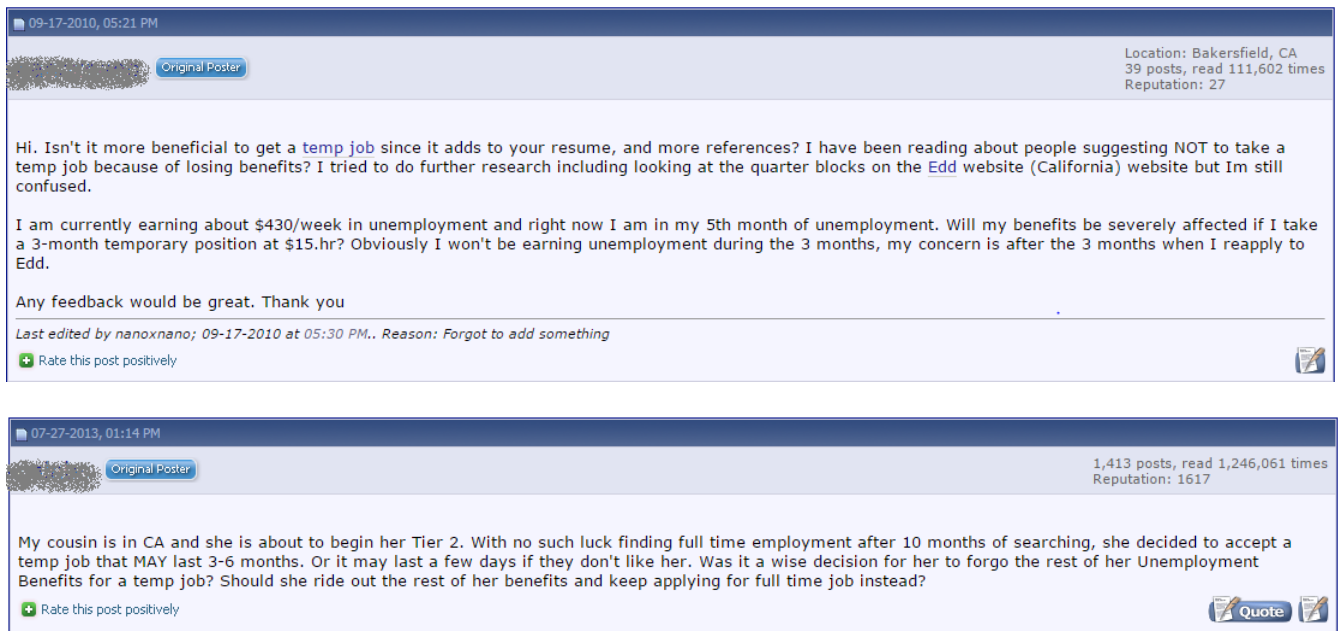 09-17-2010, 05:21 PM
Original Poster
Location: Bakersfield, CA
39 posts, read 111,602 times
Reputation: 27
Hi. Isn't it more beneficial to get a temp job since it adds to your resume, and more references? I have been reading about people suggesting NOT to take a
temp job because of losing benefits? I tried to do further research including looking at the quarter blocks on the Edd website (California) website but Im still
confused.
I am currently earning about $430/week in unemployment and right now I am in my 5th month of unemployment. Will my benefits be severely affected if I take
a 3-month temporary position at $15.hr? Obviously I won't be earning unemployment during the 3 months, my concern is after the 3 months when I reapply to
Edd.
Any feedback would be great. Thank you
Last edited by nanoxnano; 09-17-2010 at 05:30 PM.. Reason: Forgot to add something
Rate this post positively
07-27-2013, 01:14 PM
Original Poster
1,413 posts, read 1,246,061 times
Reputation: 1617
My cousin is in CA and she is about to begin her Tier 2. With no such luck finding full time employment after 10 months of searching, she decided to accept a
temp job that MAY last 3-6 months. Or it may last a few days if they don't like her. Was it a wise decision for her to forgo the rest of her Unemployment
Benefits for a temp job? Should she ride out the rest of her benefits and keep applying for full time job instead?
Rate this post positively
Quote